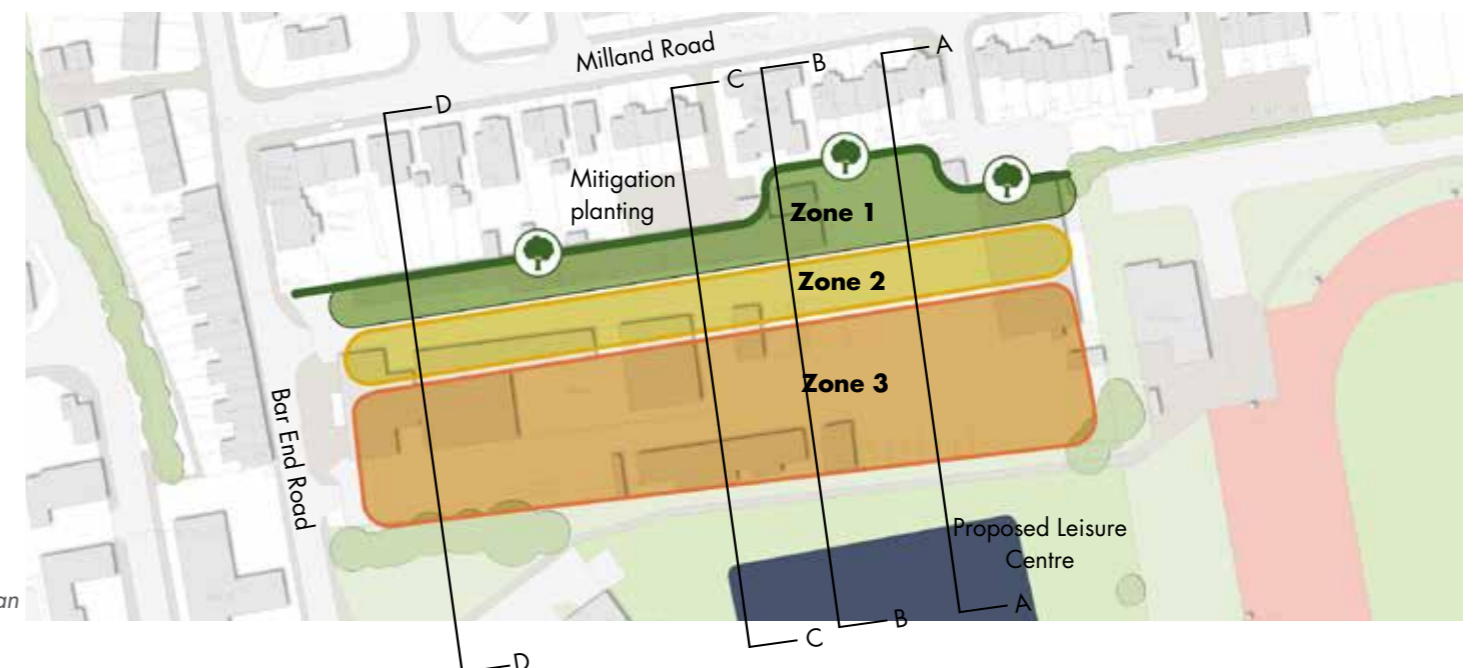 Milland Road
A
B
C
D
Mitigation
planting
Zone 1
Zone 2
Zone 3
Bar End Road
Proposed Leisure
Centre
an
A
B
C
D